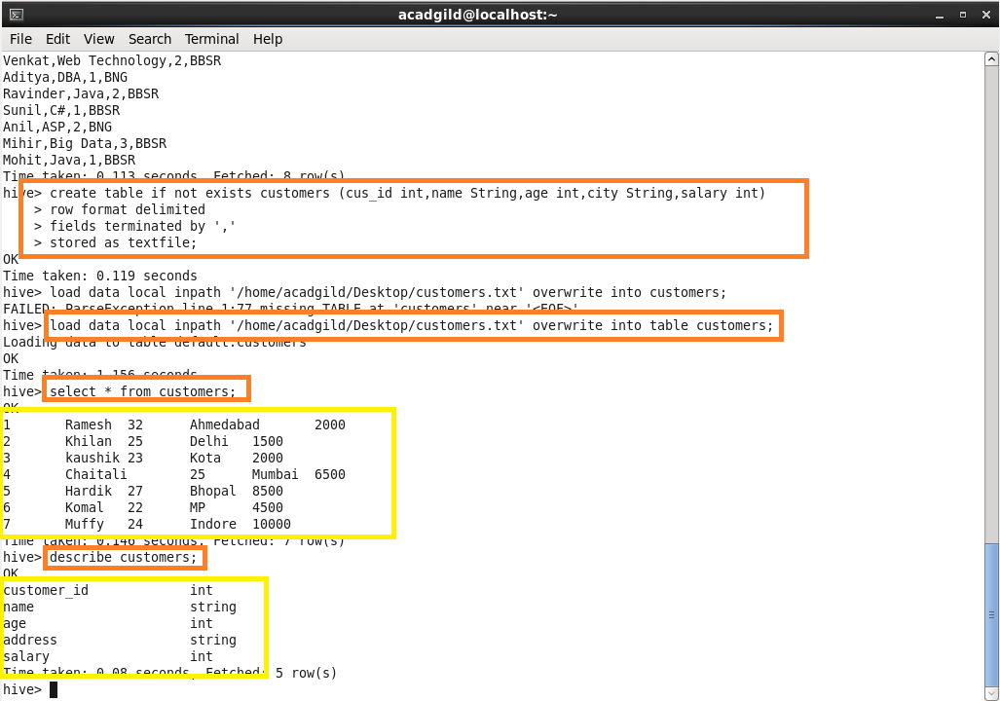 acadgild@localhost:~
File Edit View Search Terminal Help
Venkat,Web Technology,2,BBSR
Aditya,DBA,1,BNG
Ravinder,Java,2,BBSR
Sunil,C#,1,BBSR
Anil,ASP,2,BNG
Mihir,Big Data,3,BBSR
Mohit,Java,1,BBSR
Time taken: 0.113 seconds, Fetched: 8 row(s)
hive> create table if not exists customers (cus_id int,name String,age int,city String,salary int)
> row format delimited
> fields terminated by ','
> stored as textfile;
OK
Time taken: 0.119 seconds
hive> load data local inpath '/home/acadgild/Desktop/customers.txt' overwrite into customers;
FAILED: ParseException line 1:77 missing TABLE at 'customers' near '<EOF>'
hive> load data local inpath '/home/acadgild/Desktop/customers.txt' overwrite into table customers;
Loading data to table default.customers
OK
Time taken: 1.156 seconds
hive> select * from customers;
OK
1 Ramesh 32 Ahmedabad 2000
2 Khilan 25 Delhi 1500
3 kaushik 23 Kota 2000
4 Chaitali 25 Mumbai 6500
5 Hardik 27 Bhopal 8500
6 Komal 22 MP 4500
7 Muffy 24 Indore 10000
Time taken: 0.146 seconds, Fetched: 7 row(s)
hive> describe customers;
OK
customer_id int
name string
age int
address string
salary int
Time taken: 0.08 seconds, Fetched: 5 row(s)
hive>